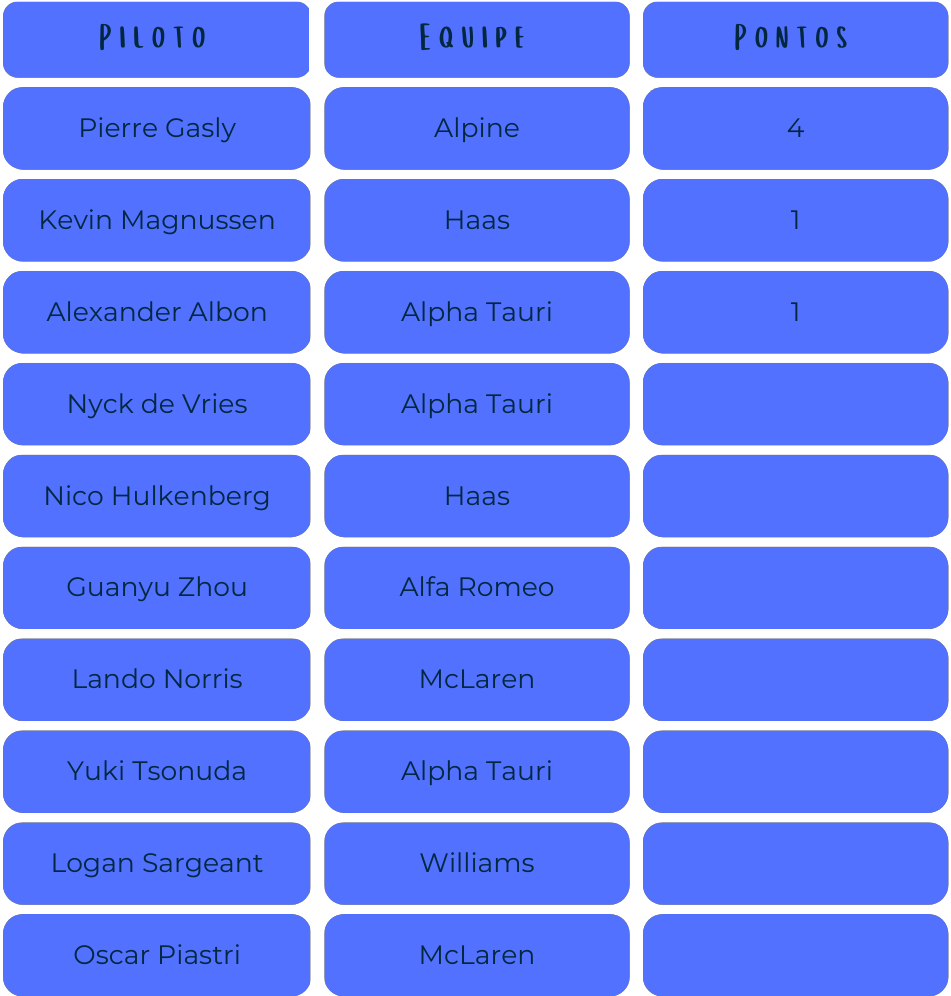 Piloto Equipe Pontos
Pierre Gasly Alpine 4
Kevin Magnussen Haas 1
Alexander Albon Alpha Tauri 1
Nyck de Vries Alpha Tauri
Nico Hulkenberg Haas
Guanyu Zhou Alfa Romeo
Lando Norris McLaren
Yuki Tsonuda Alpha Tauri
Logan Sargeant Williams
Oscar Piastri McLaren